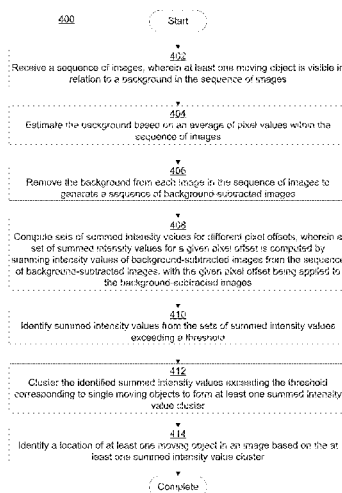 400
Start
402
Receive a sequence of images, wherein at least one moving object is visible in
relation to a background in the sequence of images
404
Estimate the background based on an average of pixel values within the
sequence of images
406
Remove the background from each image in the sequence of images to
generate a sequence of background-subtracted images
408
Compute sets of summed intensity values for different pixel offsets, wherein a
set of summed intensity values for a given pixel offset is computed by
summing intensity values of background-subtracted images from the sequence
of background-subtracted images, with the given pixel offset being applied to
the background-subtracted images
410
Identify summed intensity values from the sets of summed intensity values
exceeding a threshold
412
Cluster the identified summed intensity values exceeding the threshold
corresponding to single moving objects to form at least one summed intensity
value cluster
414
Identify a location of at least one moving object in an image based on the at
least one summed intensity value cluster
Complete